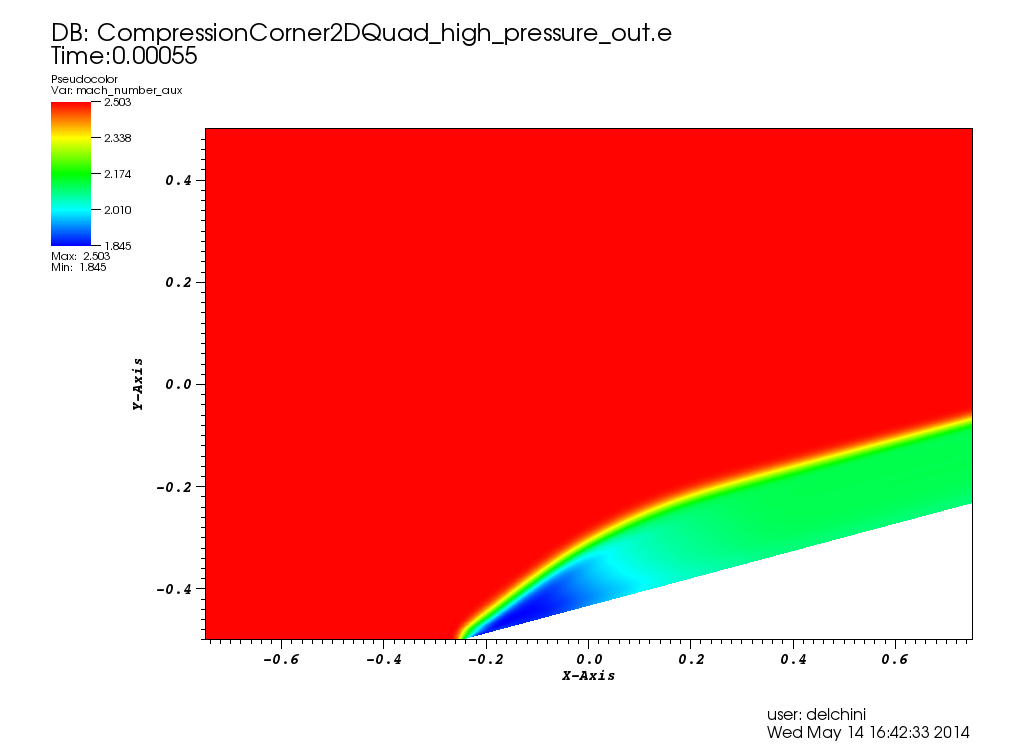 DB: CompressionCorner2DQuad_high_pressure_out.e
Time:0.00055
Pseudocolor
Var: mach_number_aux
2.503
2.338
2.174
2.010
1.845
Max: 2.503
Min: 1.845
0.4
0.2
0.0
-0.2
-0.4
Y-Axis
-0.6 -0.4 -0.2 0.0 0.2 0.4 0.6
X-Axis
user: delchini
Wed May 14 16:42:33 2014